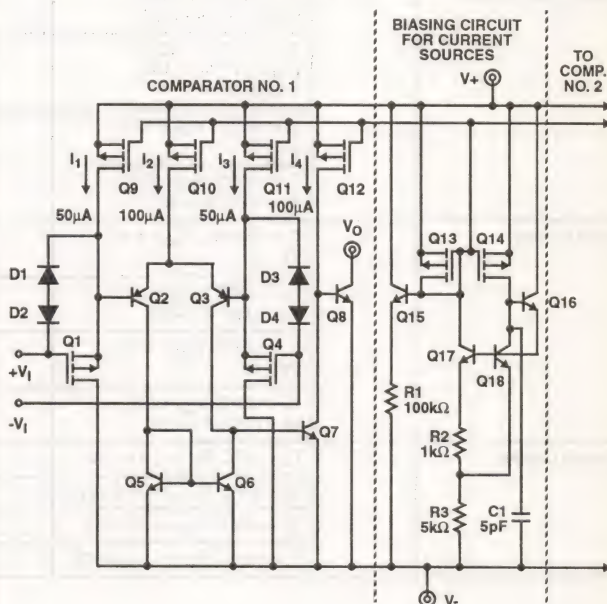 BIASING CIRCUIT
FOR CURRENT
SOURCES
TO
COMP.
NO. 2
COMPARATOR NO. 1
V+
I1
I2
I3
I4
Q9
Q10
Q11
Q12
50μA
100μA
50μA
100μA
VO
Q13
Q14
D1
D2
D3
D4
Q2
Q3
Q8
Q15
Q16
Q1
Q4
Q17
Q18
+VI
-VI
R1
100kΩ
Q7
R2
1kΩ
Q5
Q6
R3
5kΩ
C1
5pF
V-